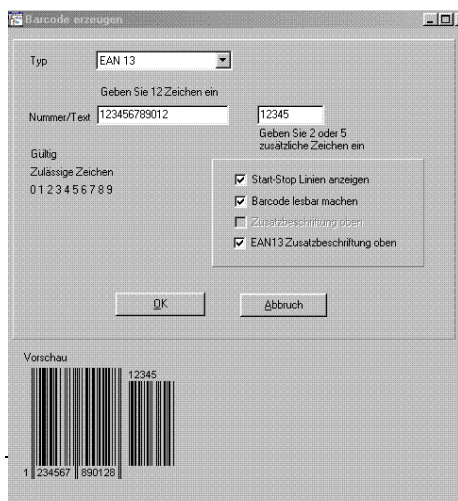 Barcode erzeugen
Typ EAN 13
Geben Sie 12 Zeichen ein
Nummer/Text 123456789012 12345
Geben Sie 2 oder 5
zusätzliche Zeichen ein
Gültig
Zulässige Zeichen
0 1 2 3 4 5 6 7 8 9
Start-Stop Linien anzeigen
Barcode lesbar machen
Zusatzbeschriftung oben
EAN13 Zusatzbeschriftung oben
OK Abbruch
Vorschau
12345
1 234567 890128